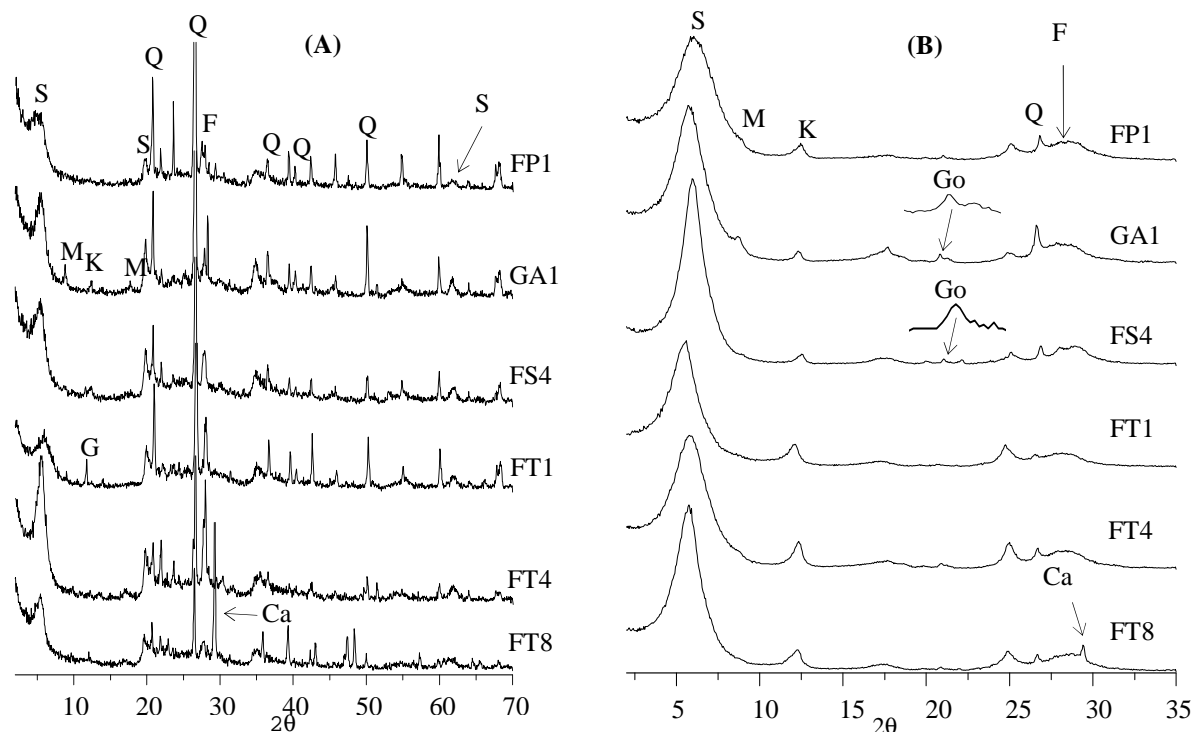 (A)
Q
Q
S
S
F
Q
Q
Q
S
FP1
M
K
M
GA1
FS4
G
FT1
FT4
Ca
FT8
10 20 30 40 50 60 70
2θ
(B)
S
F
M
K
Q
FP1
Go
GA1
Go
FS4
FT1
FT4
Ca
FT8
5 10 15 20 25 30 35
2θ